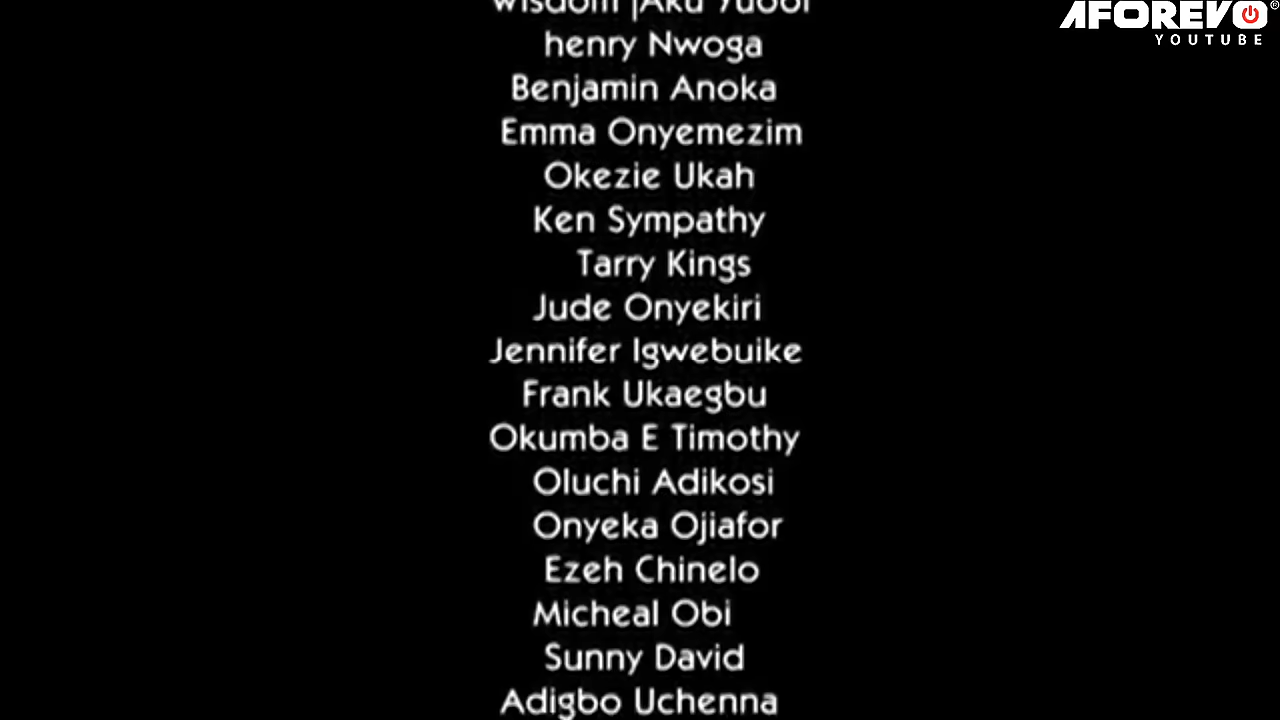 AFOREVO
YOUTUBE
henry Nwoga
Benjamin Anoka
Emma Onyemezim
Okezie Ukah
Ken Sympathy
Tarry Kings
Jude Onyekiri
Jennifer Igwebuike
Frank Ukaegbu
Okumba E Timothy
Oluchi Adikosi
Onyeka Ojiafor
Ezeh Chinelo
Micheal Obi
Sunny David
Adigbo Uchenna